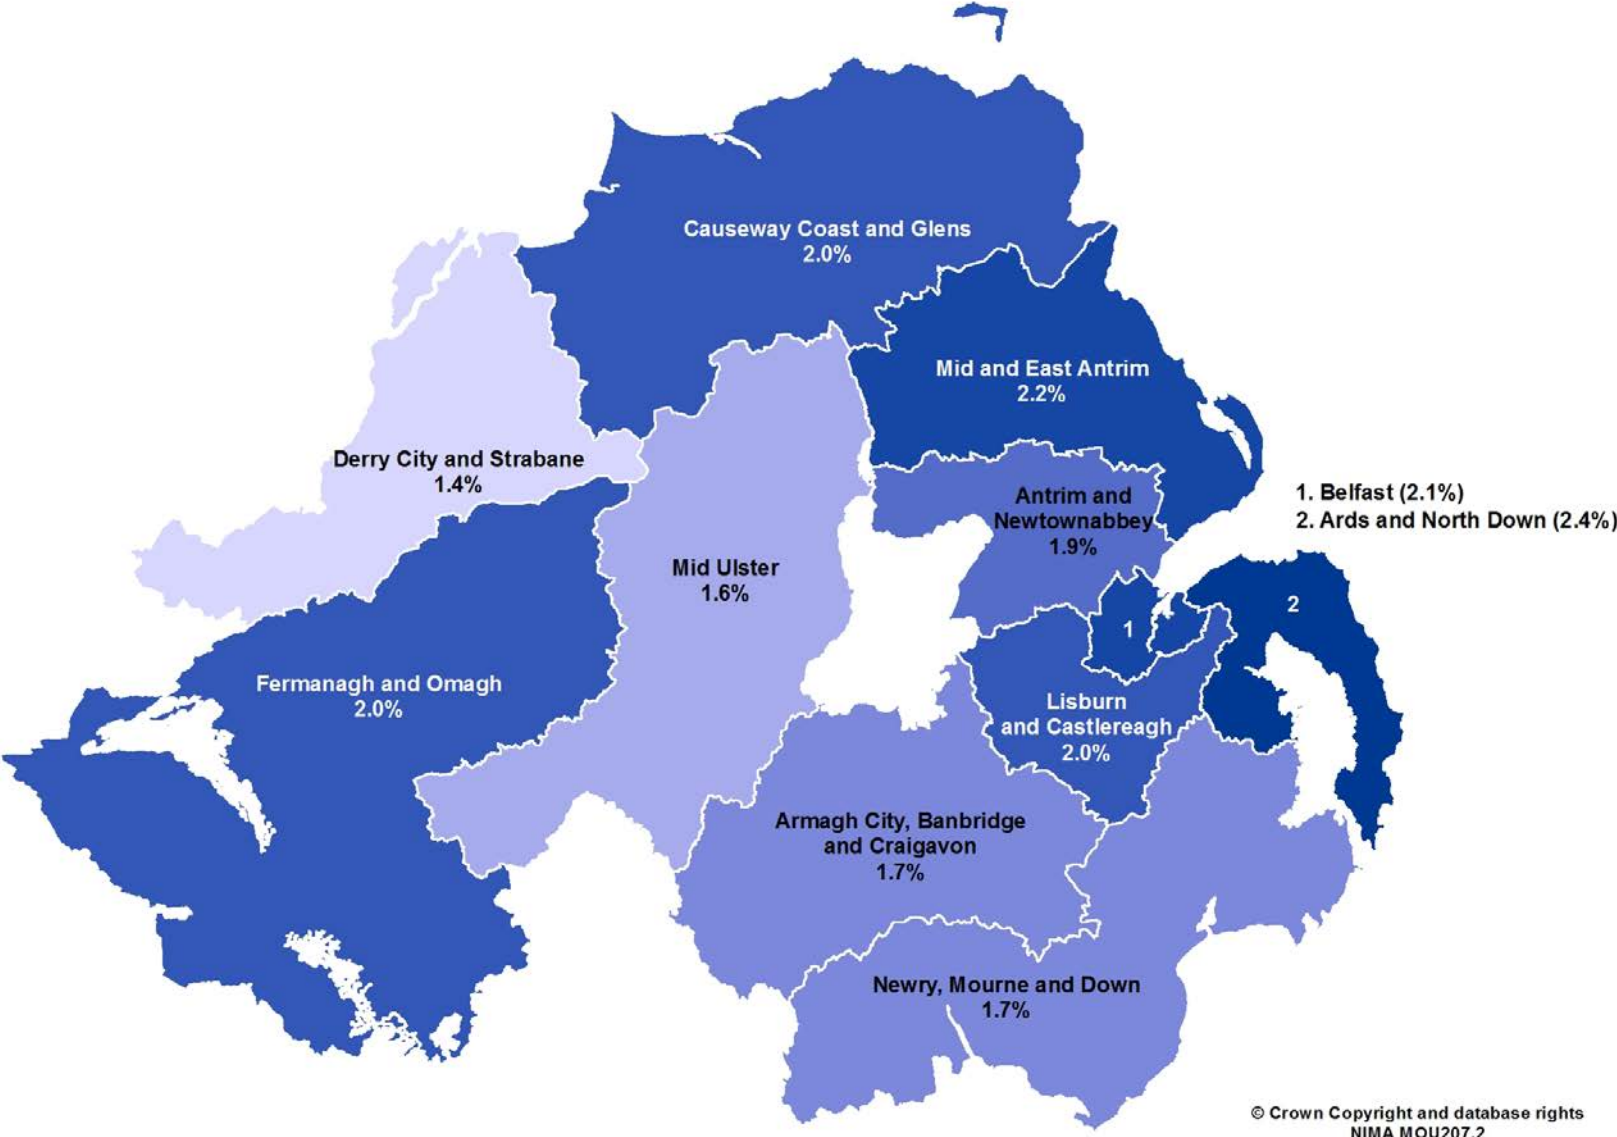 Causeway Coast and Glens
2.0%
Mid and East Antrim
2.2%
Derry City and Strabane
1.4%
Antrim and
Newtownabbey
1.9%
1. Belfast (2.1%)
2. Ards and North Down (2.4%)
Mid Ulster
1.6%
2
1
Fermanagh and Omagh
2.0%
Lisburn
and Castlereagh
2.0%
Armagh City, Banbridge
and Craigavon
1.7%
Newry, Mourne and Down
1.7%
© Crown Copyright and database rights
NIMA MOU207.2